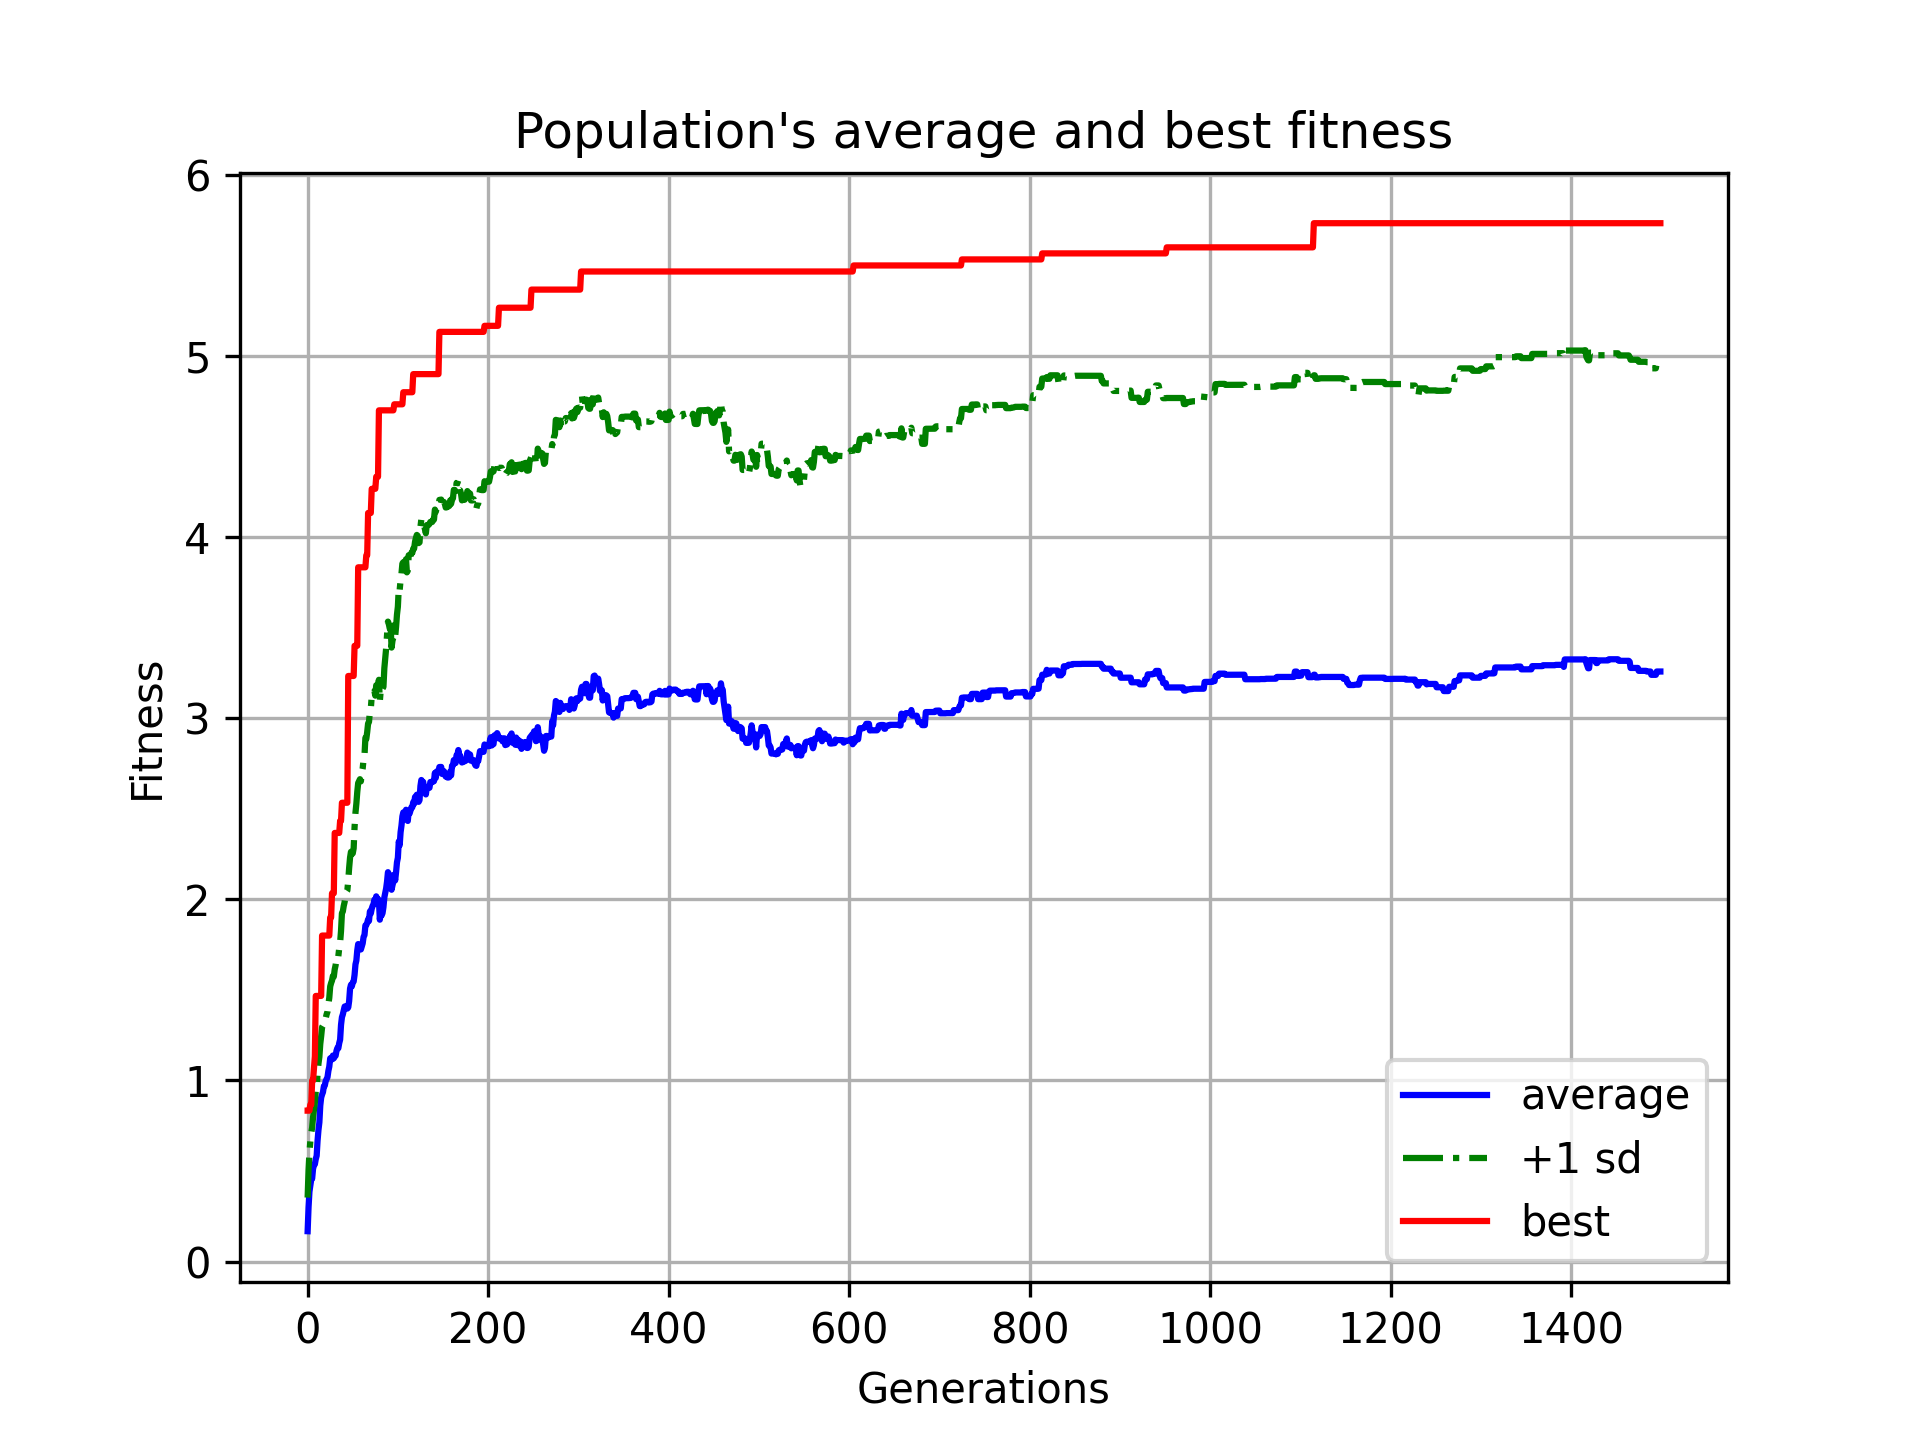 Population's average and best fitness
6
5
4
3
2
1
0
Fitness
0 200 400 600 800 1000 1200 1400
Generations
average
+1 sd
best